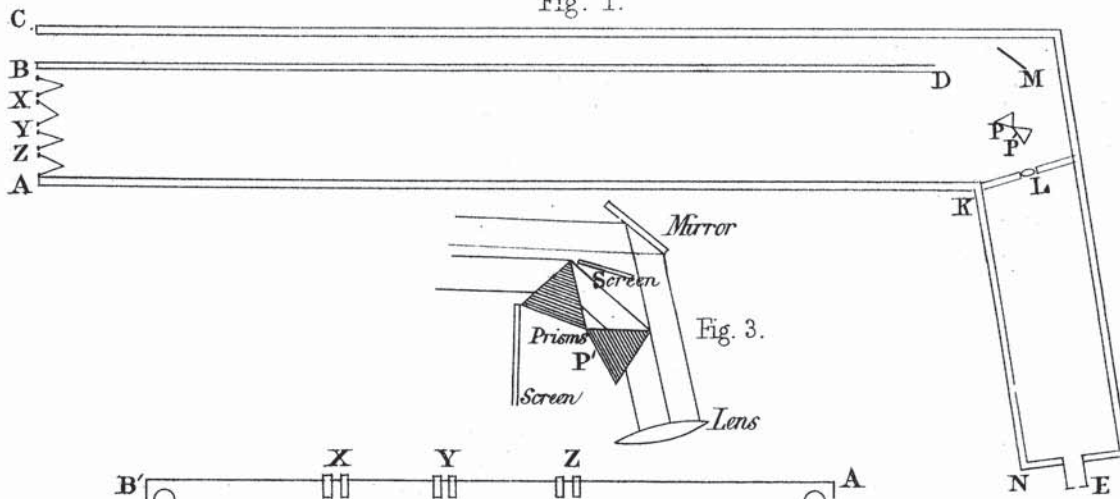 Fig. 1.
C.
B
D
M
X
Y
P
P'
Z
A
L
K
Mirror
Screen
Prisms
P'
Fig. 3.
Screen
Lens
X Y Z
B' A
N E